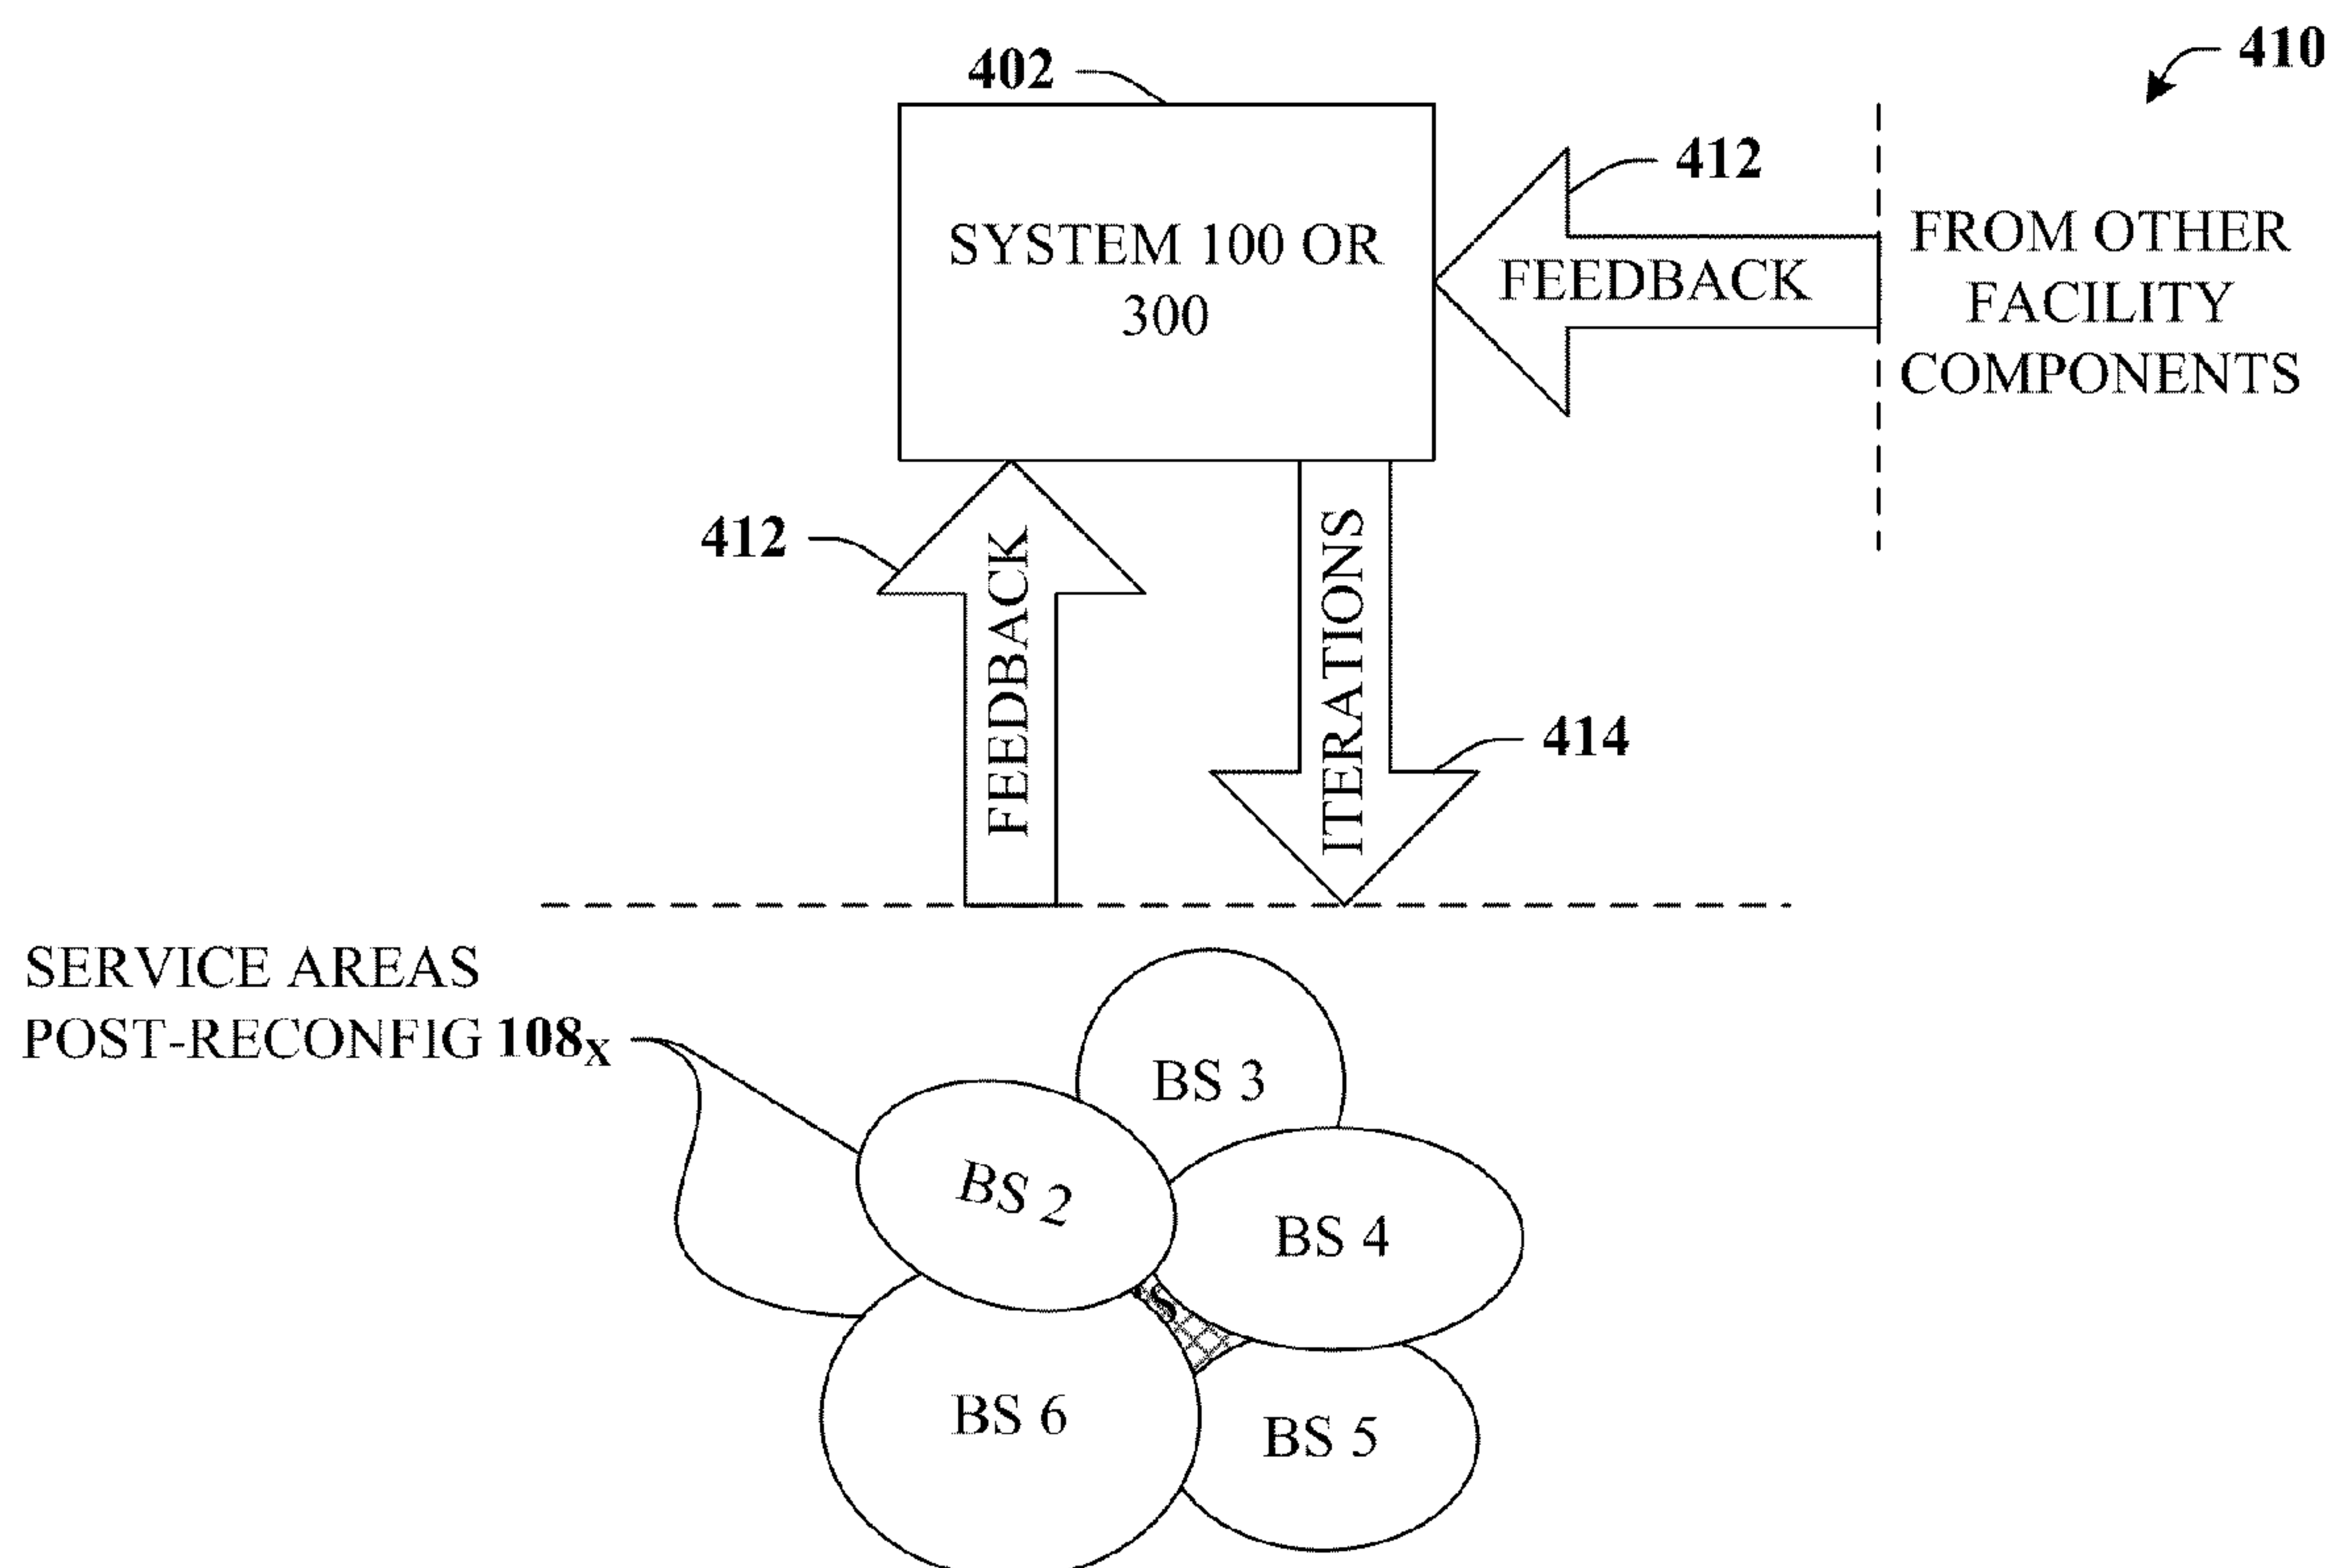 402
410
412
SYSTEM 100 OR
300
FEEDBACK
FROM OTHER
FACILITY
COMPONENTS
412
FEEDBACK
ITERATIONS
414
SERVICE AREAS
POST-RECONFIG 108X
BS 3
BS 2
BS 4
BS 6
BS 5